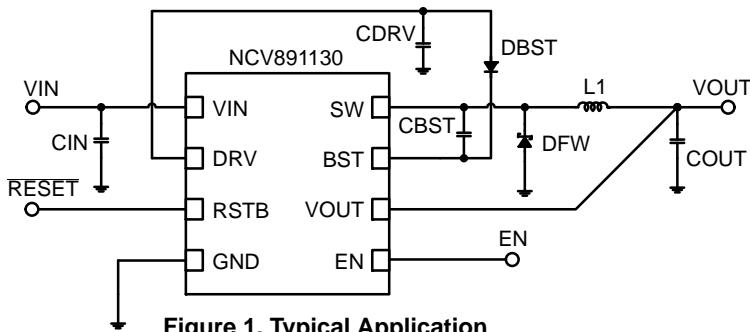 CDRV
DBST
NCV891130
L1
VIN
VOUT
VIN
SW
CBST
CIN
DFW
COUT
DRV
BST
RESET
RSTB
VOUT
EN
GND
EN
Figure 1. Typical Application